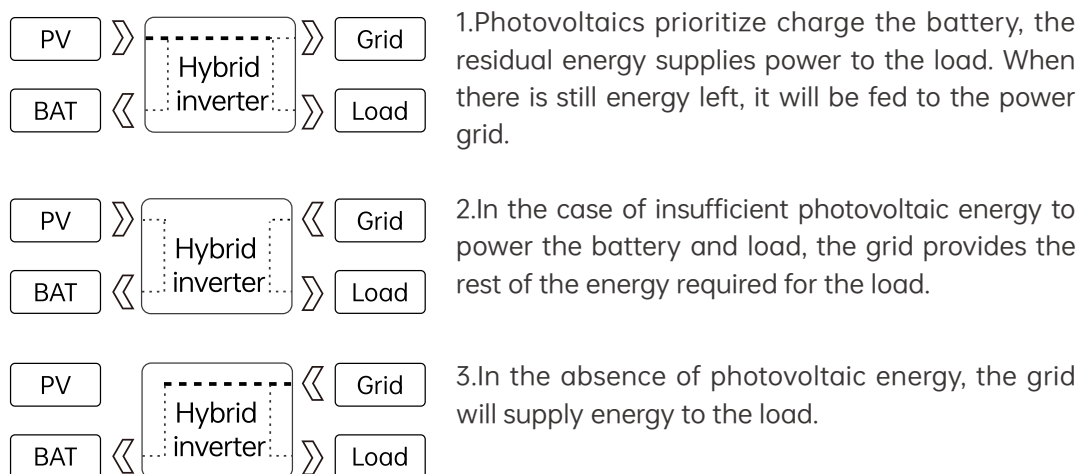 PV
Grid
Hybrid
inverter
BAT
Load
1.Photovoltaics prioritize charge the battery, the
residual energy supplies power to the load. When
there is still energy left, it will be fed to the power
grid.
PV
Grid
Hybrid
inverter
BAT
Load
2.In the case of insufficient photovoltaic energy to
power the battery and load, the grid provides the
rest of the energy required for the load.
PV
Grid
Hybrid
inverter
BAT
Load
3.In the absence of photovoltaic energy, the grid
will supply energy to the load.